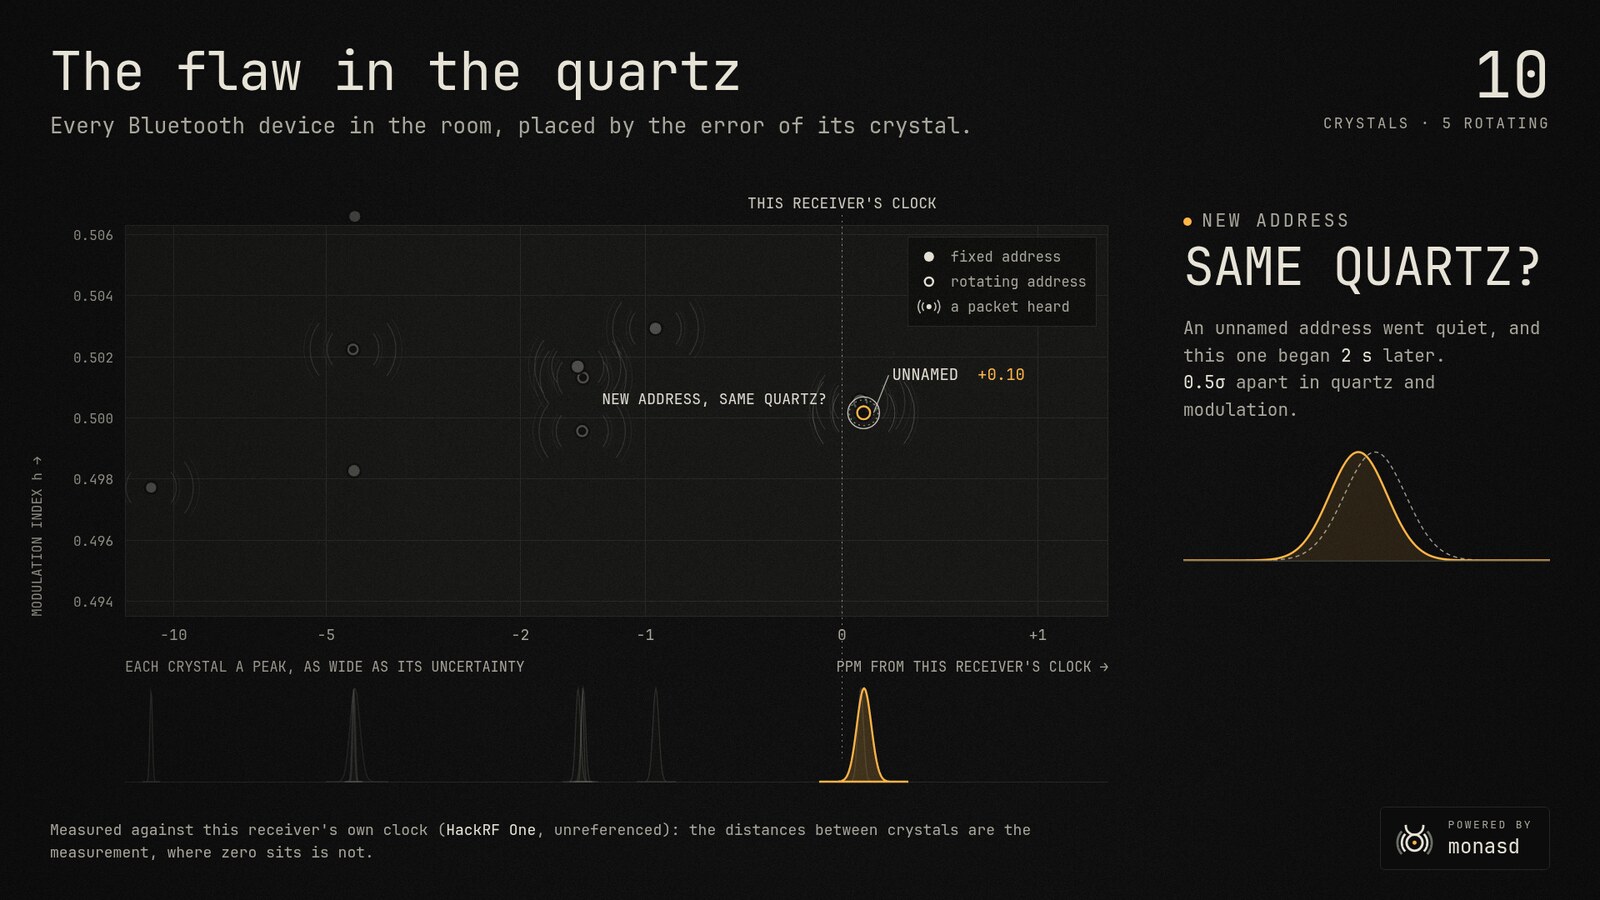 The flaw in the quartz
Every Bluetooth device in the room, placed by the error of its crystal.
10
CRYSTALS · 5 ROTATING
THIS RECEIVER'S CLOCK
0.506
0.504
0.502
0.500
0.498
0.496
0.494
MODULATION INDEX h →
fixed address
rotating address
a packet heard
UNNAMED +0.10
NEW ADDRESS, SAME QUARTZ?
-10 -5 -2 -1 0 +1
EACH CRYSTAL A PEAK, AS WIDE AS ITS UNCERTAINTY
PPM FROM THIS RECEIVER'S CLOCK →
NEW ADDRESS
SAME QUARTZ?
An unnamed address went quiet, and
this one began 2 s later.
0.5σ apart in quartz and
modulation.
Measured against this receiver's own clock (HackRF One, unreferenced): the distances between crystals are the
measurement, where zero sits is not.
POWERED BY
monasd